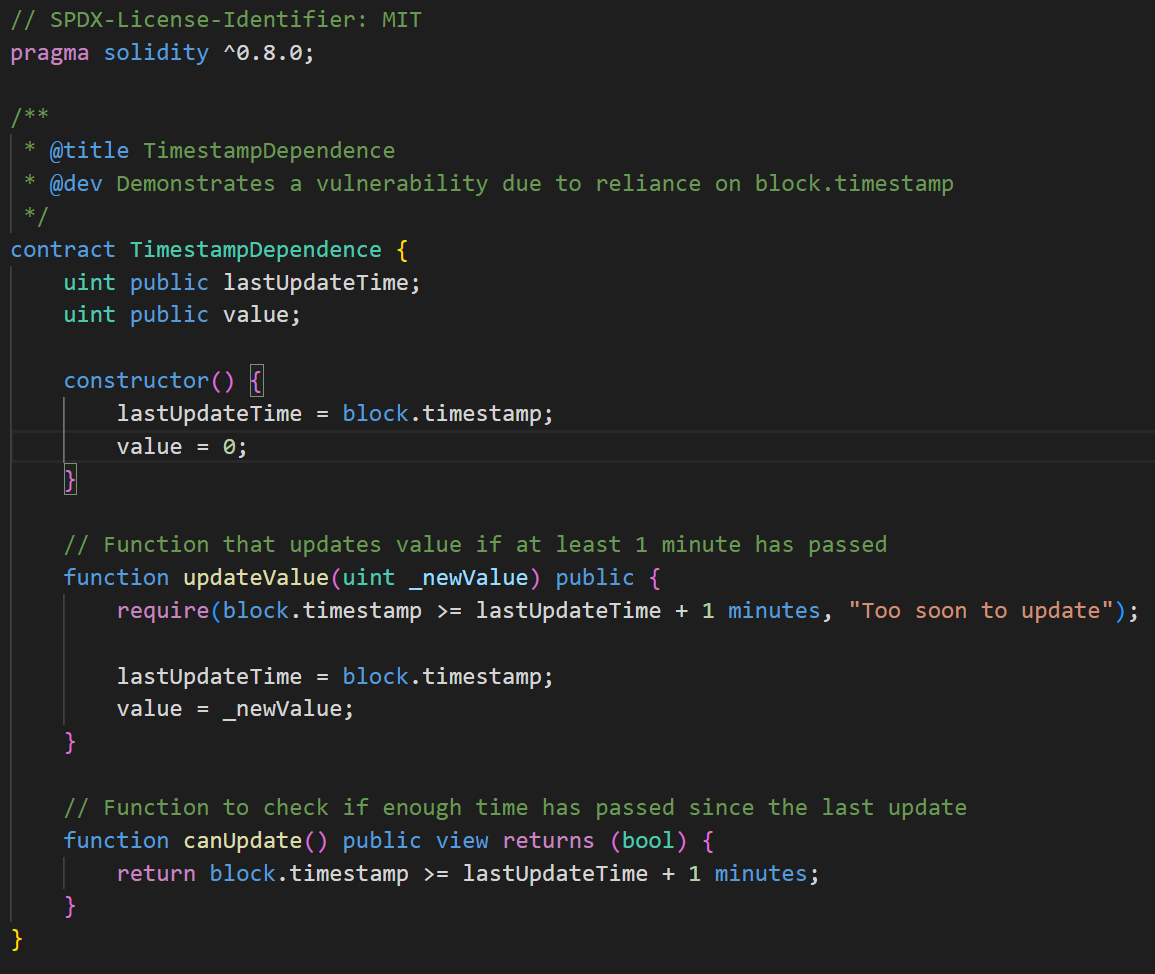 // SPDX-License-Identifier: MIT
pragma solidity ^0.8.0;

/**
 * @title TimestampDependence
 * @dev Demonstrates a vulnerability due to reliance on block.timestamp
 */
contract TimestampDependence {
    uint public lastUpdateTime;
    uint public value;

    constructor() {
        lastUpdateTime = block.timestamp;
        value = 0;
    }

    // Function that updates value if at least 1 minute has passed
    function updateValue(uint _newValue) public {
        require(block.timestamp >= lastUpdateTime + 1 minutes, "Too soon to update");

        lastUpdateTime = block.timestamp;
        value = _newValue;
    }

    // Function to check if enough time has passed since the last update
    function canUpdate() public view returns (bool) {
        return block.timestamp >= lastUpdateTime + 1 minutes;
    }
}